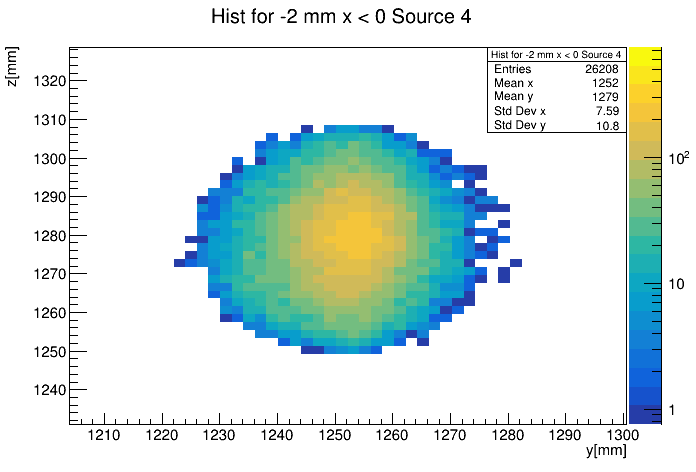 Hist for -2 mm x < 0 Source 4
z[mm]
Hist for -2 mm x < 0 Source 4
Entries 26208
Mean x 1252
Mean y 1279
Std Dev x 7.59
Std Dev y 10.8
1320
1310
1300
1290
1280
1270
1260
1250
1240
10²
10
1
1210 1220 1230 1240 1250 1260 1270 1280 1290 1300
y[mm]